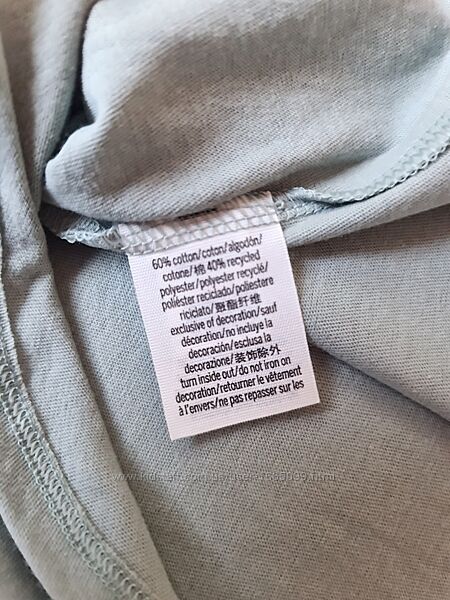 60% cotton/coton/algodón/
cotone/棉 40% recycled
polyester/polyester recyclé/
poliéster reciclado/poliestere
riciclato/聚酯纤维
exclusive of decoration/sauf
décoration/no incluye la
decoración/esclusa la
decorazione/装饰除外
turn inside out/do not iron on
decoration/retourner le vêtement
à l'envers/ne pas repasser sur les